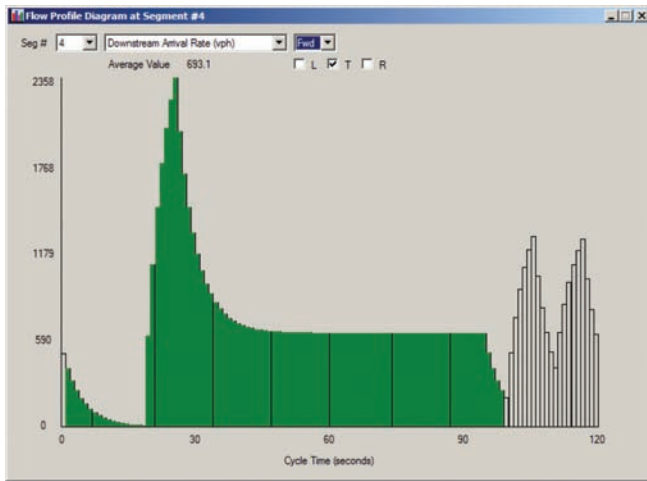 Flow Profile Diagram at Segment #4
Seg # 4 Downstream Arrival Rate (vph) Fwd
Average Value 693.1 L T R
2358
1768
1179
590
0
0 30 60 90 120
Cycle Time (seconds)